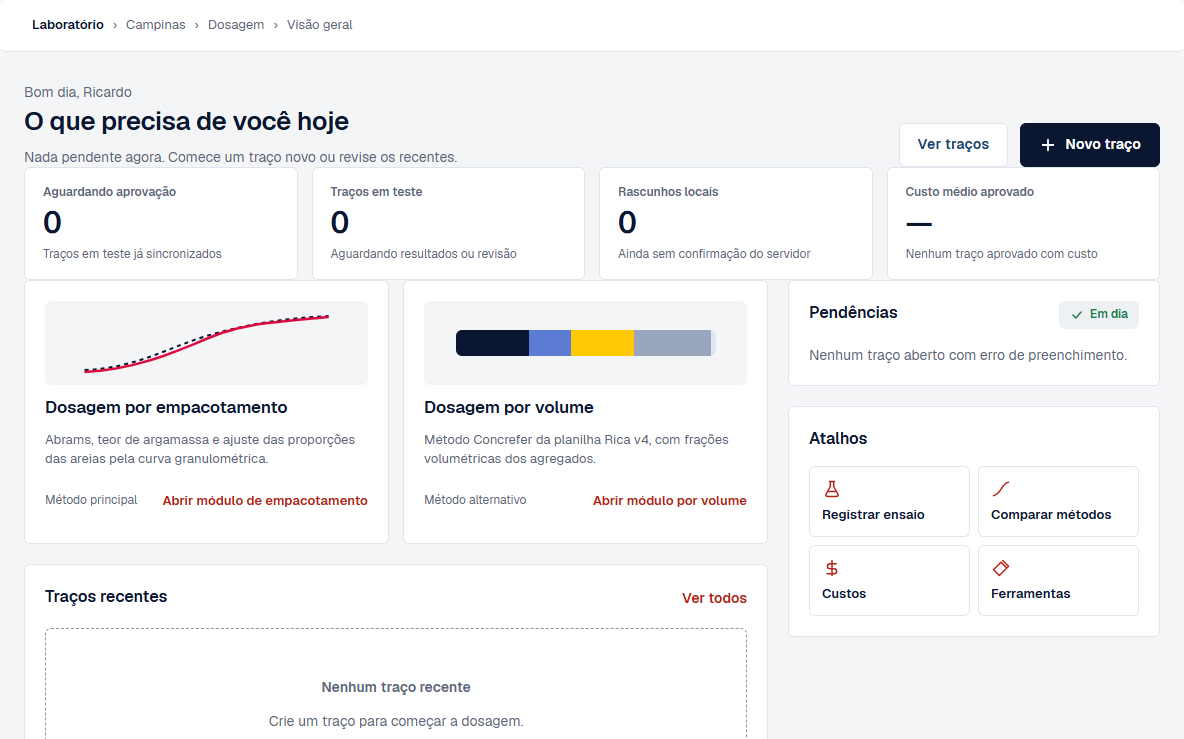 Laboratório › Campinas › Dosagem › Visão geral
Bom dia, Ricardo
O que precisa de você hoje
Nada pendente agora. Comece um traço novo ou revise os recentes.
Ver traços
Novo traço
Aguardando aprovação
0
Traços em teste já sincronizados
Traços em teste
0
Aguardando resultados ou revisão
Rascunhos locais
0
Ainda sem confirmação do servidor
Custo médio aprovado
—
Nenhum traço aprovado com custo
Dosagem por empacotamento
Abrams, teor de argamassa e ajuste das proporções
das areias pela curva granulométrica.
Método principal
Abrir módulo de empacotamento
Dosagem por volume
Método Concrefer da planilha Rica v4, com frações
volumétricas dos agregados.
Método alternativo
Abrir módulo por volume
Pendências
Em dia
Nenhum traço aberto com erro de preenchimento.
Atalhos
Registrar ensaio
Comparar métodos
Custos
Ferramentas
Traços recentes
Ver todos
Nenhum traço recente
Crie um traço para começar a dosagem.